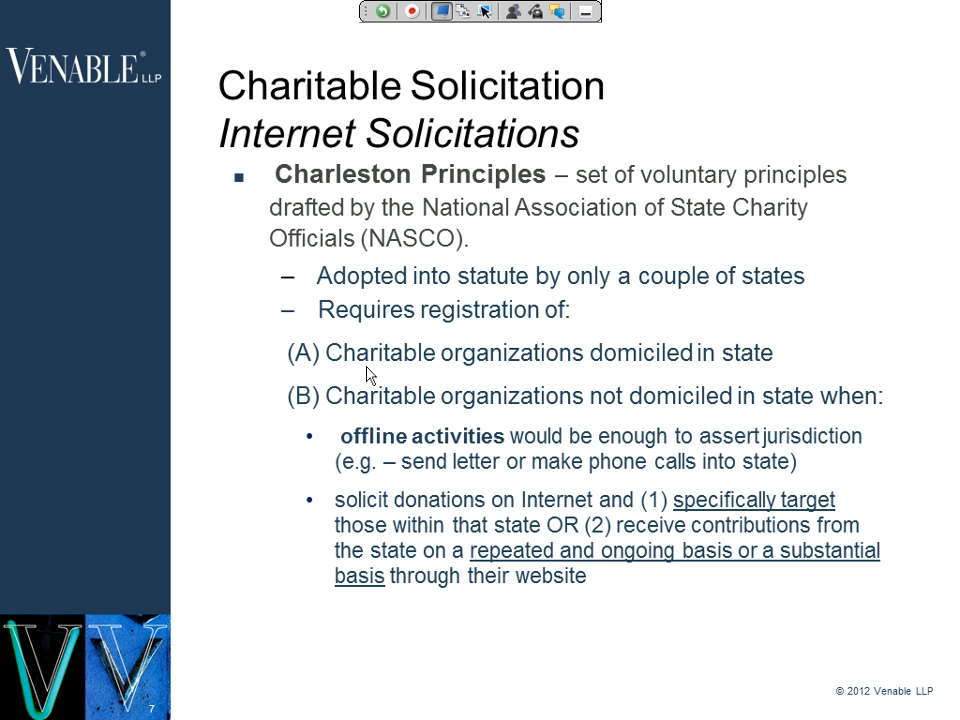 VENABLE® LLP
Charitable Solicitation
Internet Solicitations
■ Charleston Principles – set of voluntary principles
drafted by the National Association of State Charity
Officials (NASCO).
– Adopted into statute by only a couple of states
– Requires registration of:
(A) Charitable organizations domiciled in state
(B) Charitable organizations not domiciled in state when:
• offline activities would be enough to assert jurisdiction
(e.g. – send letter or make phone calls into state)
• solicit donations on Internet and (1) specifically target
those within that state OR (2) receive contributions from
the state on a repeated and ongoing basis or a substantial
basis through their website
7
© 2012 Venable LLP